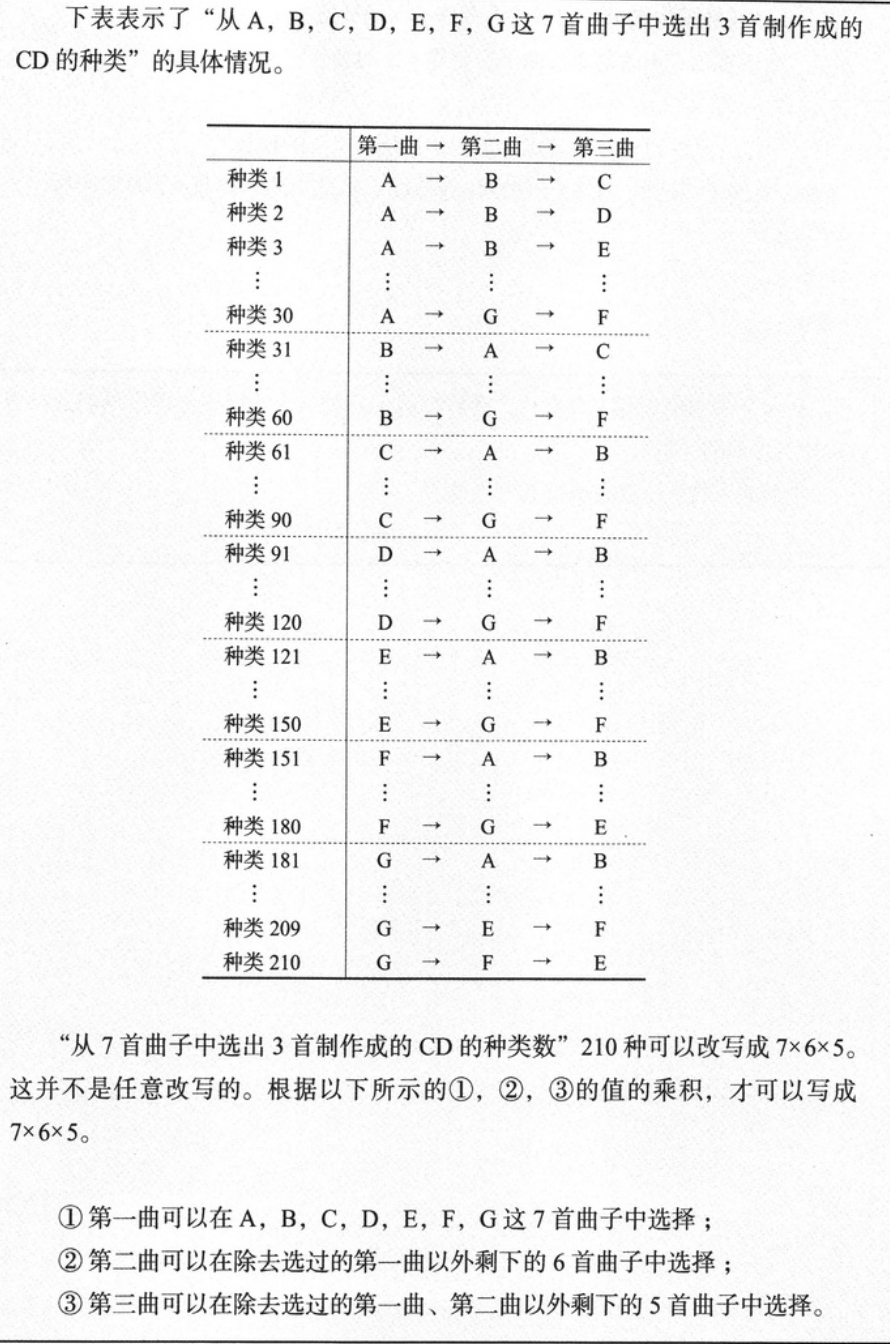 下表表示了“从 A，B，C，D，E，F，G 这 7 首曲子中选出 3 首制作成的
CD 的种类”的具体情况。
第一曲 → 第二曲 → 第三曲
种类 1 A → B → C
种类 2 A → B → D
种类 3 A → B → E
⋮ ⋮ ⋮ ⋮
种类 30 A → G → F
种类 31 B → A → C
⋮ ⋮ ⋮ ⋮
种类 60 B → G → F
种类 61 C → A → B
⋮ ⋮ ⋮ ⋮
种类 90 C → G → F
种类 91 D → A → B
⋮ ⋮ ⋮ ⋮
种类 120 D → G → F
种类 121 E → A → B
⋮ ⋮ ⋮ ⋮
种类 150 E → G → F
种类 151 F → A → B
⋮ ⋮ ⋮ ⋮
种类 180 F → G → E
种类 181 G → A → B
⋮ ⋮ ⋮ ⋮
种类 209 G → E → F
种类 210 G → F → E
“从 7 首曲子中选出 3 首制作成的 CD 的种类数”210 种可以改写成 7×6×5。
这并不是任意改写的。根据以下所示的①，②，③的值的乘积，才可以写成
7×6×5。
① 第一曲可以在 A，B，C，D，E，F，G 这 7 首曲子中选择；
② 第二曲可以在除去选过的第一曲以外剩下的 6 首曲子中选择；
③ 第三曲可以在除去选过的第一曲、第二曲以外剩下的 5 首曲子中选择。